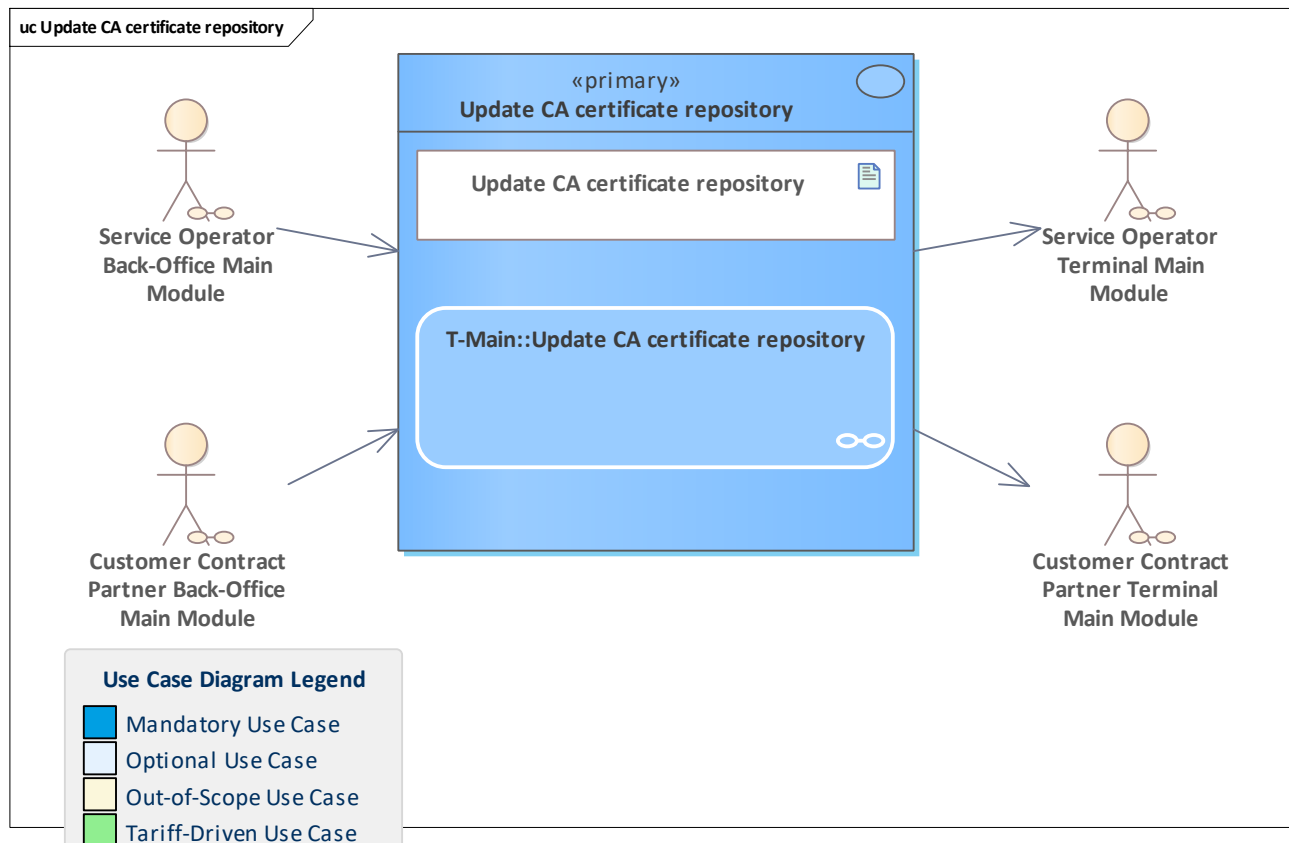 uc Update CA certificate repository
«primary»
Update CA certificate repository
Update CA certificate repository
T-Main::Update CA certificate repository
Service Operator
Back-Office Main
Module
Service Operator
Terminal Main
Module
Customer Contract
Partner Back-Office
Main Module
Customer Contract
Partner Terminal
Main Module
Use Case Diagram Legend
Mandatory Use Case
Optional Use Case
Out-of-Scope Use Case
Tariff-Driven Use Case